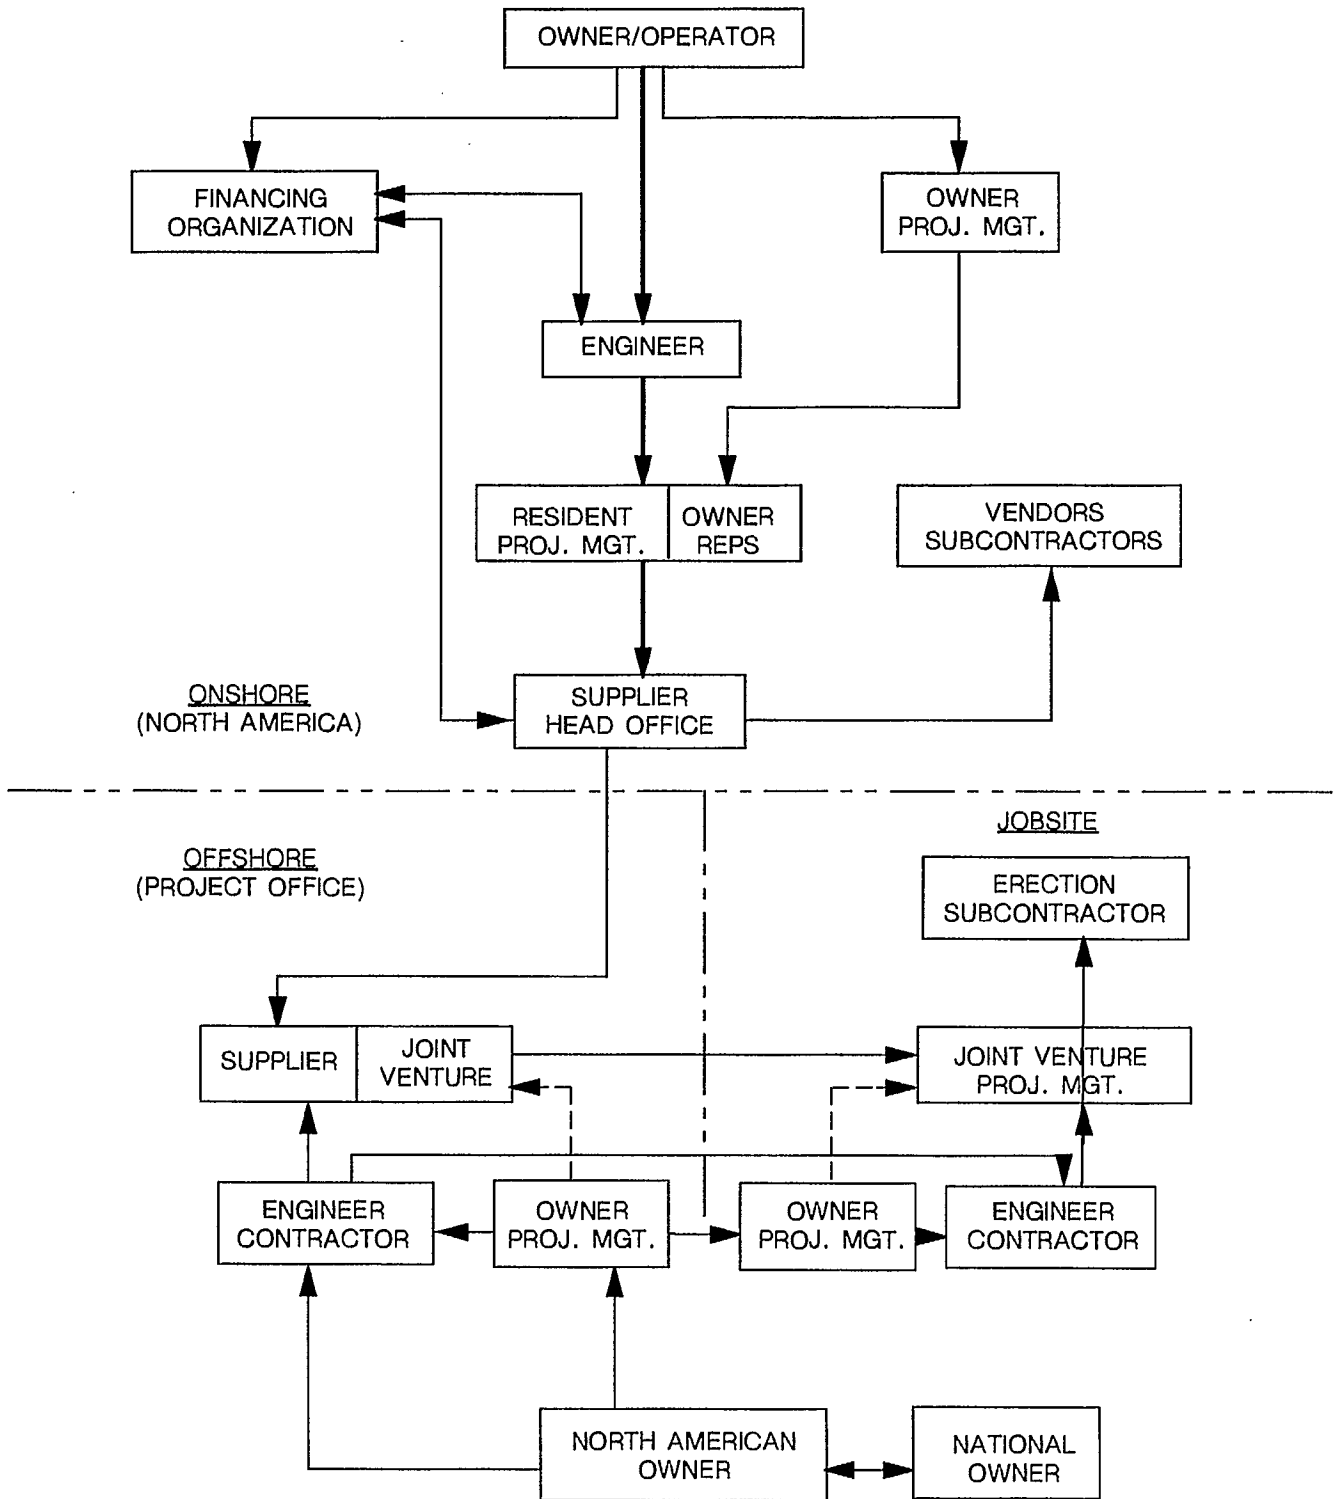 OWNER/OPERATOR
FINANCING
ORGANIZATION
OWNER
PROJ. MGT.
ENGINEER
RESIDENT
PROJ. MGT.
OWNER
REPS
VENDORS
SUBCONTRACTORS
ONSHORE
(NORTH AMERICA)
SUPPLIER
HEAD OFFICE
JOBSITE
OFFSHORE
(PROJECT OFFICE)
ERECTION
SUBCONTRACTOR
SUPPLIER
JOINT
VENTURE
JOINT VENTURE
PROJ. MGT.
ENGINEER
CONTRACTOR
OWNER
PROJ. MGT.
OWNER
PROJ. MGT.
ENGINEER
CONTRACTOR
NORTH AMERICAN
OWNER
NATIONAL
OWNER